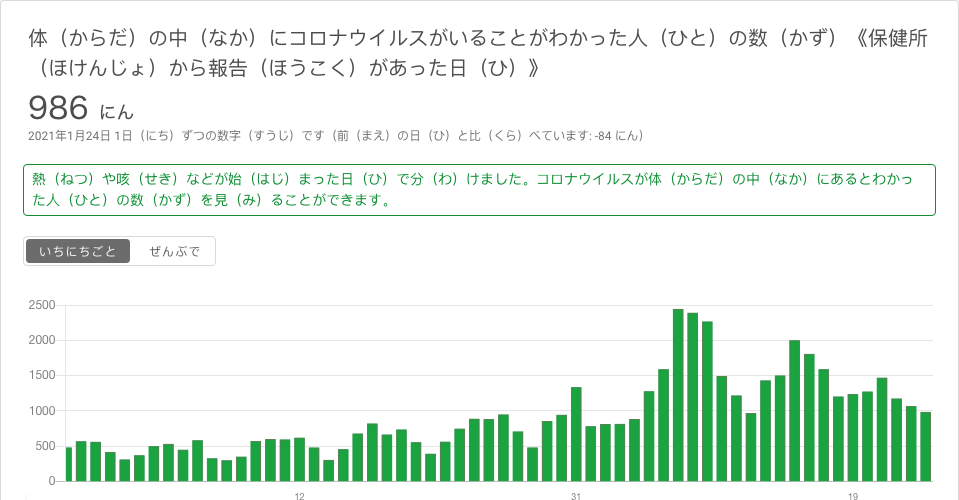 体（からだ）の中（なか）にコロナウイルスがいることがわかった人（ひと）の数（かず）《保健所
（ほけんじょ）から報告（ほうこく）があった日（ひ）》
986 にん
2021年1月24日 1日（にち）ずつの数字（すうじ）です（前（まえ）の日（ひ）と比（くら）べています: -84 にん）
熱（ねつ）や咳（せき）などが始（はじ）まった日（ひ）で分（わ）けました。コロナウイルスが体（からだ）の中（なか）にあるとわかっ
た人（ひと）の数（かず）を見（み）ることができます。
いちにちごと ぜんぶで
2500
2000
1500
1000
500
0
12 31 19